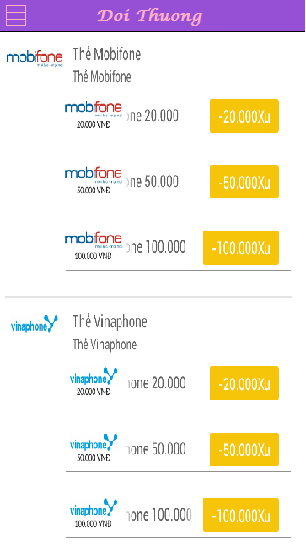 Doi Thuong
mobifone
Thẻ Mobifone
Thẻ Mobifone
mobifone
20.000 VNĐ
one 20.000
-20.000Xu
mobifone
50.000 VNĐ
one 50.000
-50.000Xu
mobifone
100.000 VNĐ
one 100.000
-100.000Xu
vinaphone
Thẻ Vinaphone
Thẻ Vinaphone
vinaphone
20.000 VNĐ
hone 20.000
-20.000Xu
vinaphone
50.000 VNĐ
hone 50.000
-50.000Xu
vinaphone
100.000 VNĐ
hone 100.000
-100.000Xu